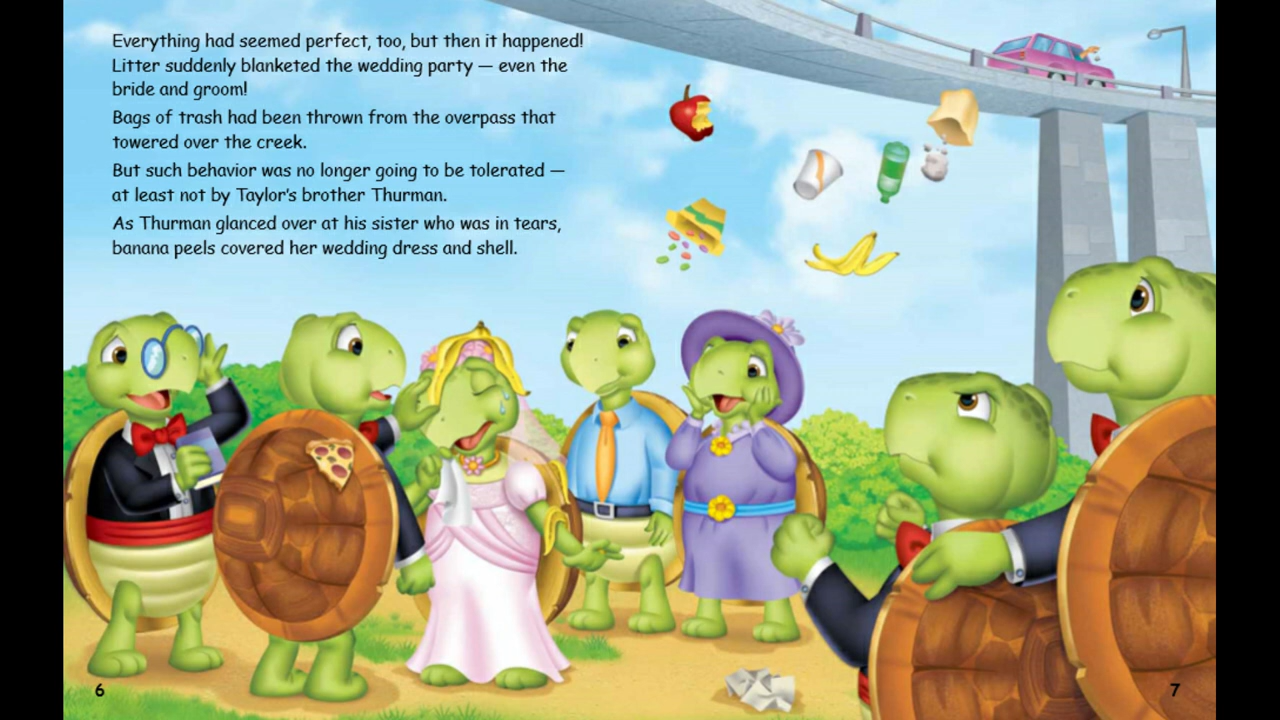 Everything had seemed perfect, too, but then it happened!
Litter suddenly blanketed the wedding party — even the
bride and groom!
Bags of trash had been thrown from the overpass that
towered over the creek.
But such behavior was no longer going to be tolerated —
at least not by Taylor's brother Thurman.
As Thurman glanced over at his sister who was in tears,
banana peels covered her wedding dress and shell.
6
7